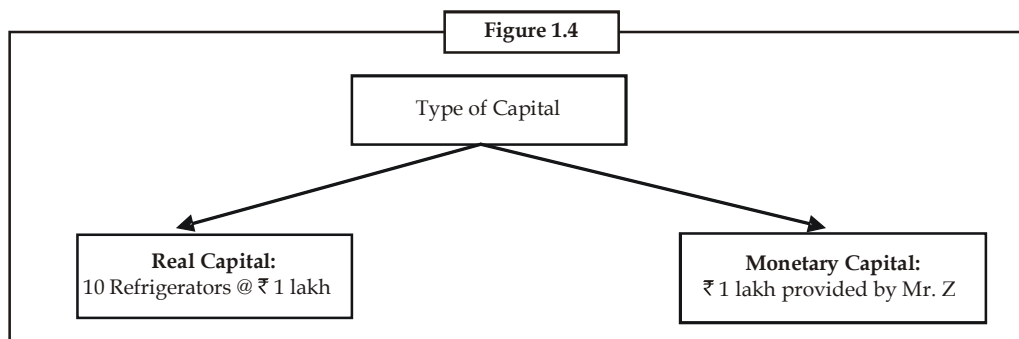 Figure 1.4
Type of Capital
Real Capital:
10 Refrigerators @ ₹ 1 lakh
Monetary Capital:
₹ 1 lakh provided by Mr. Z